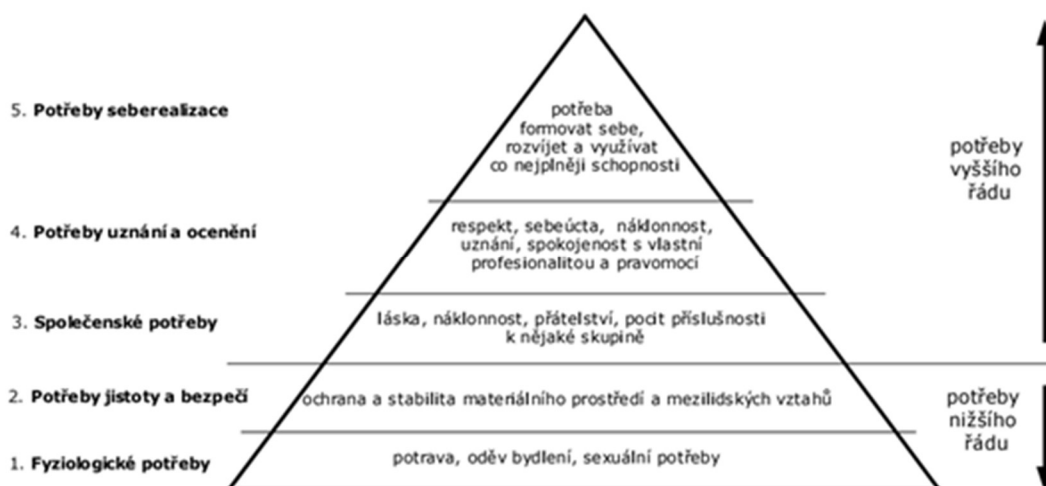 5. Potřeby seberealizace
potřeba
formovat sebe,
rozvíjet a využívat
co nejplněji schopnosti
potřeby
vyššího
řádu
4. Potřeby uznání a ocenění
respekt, sebeúcta, náklonnost,
uznání, spokojenost s vlastní
profesionalitou a pravomocí
3. Společenské potřeby
láska, náklonnost, přátelství, pocit příslušnosti
k nějaké skupině
2. Potřeby jistoty a bezpečí
ochrana a stabilita materiálního prostředí a mezilidských vztahů
potřeby
nižšího
řádu
1. Fyziologické potřeby
potrava, oděv bydlení, sexuální potřeby